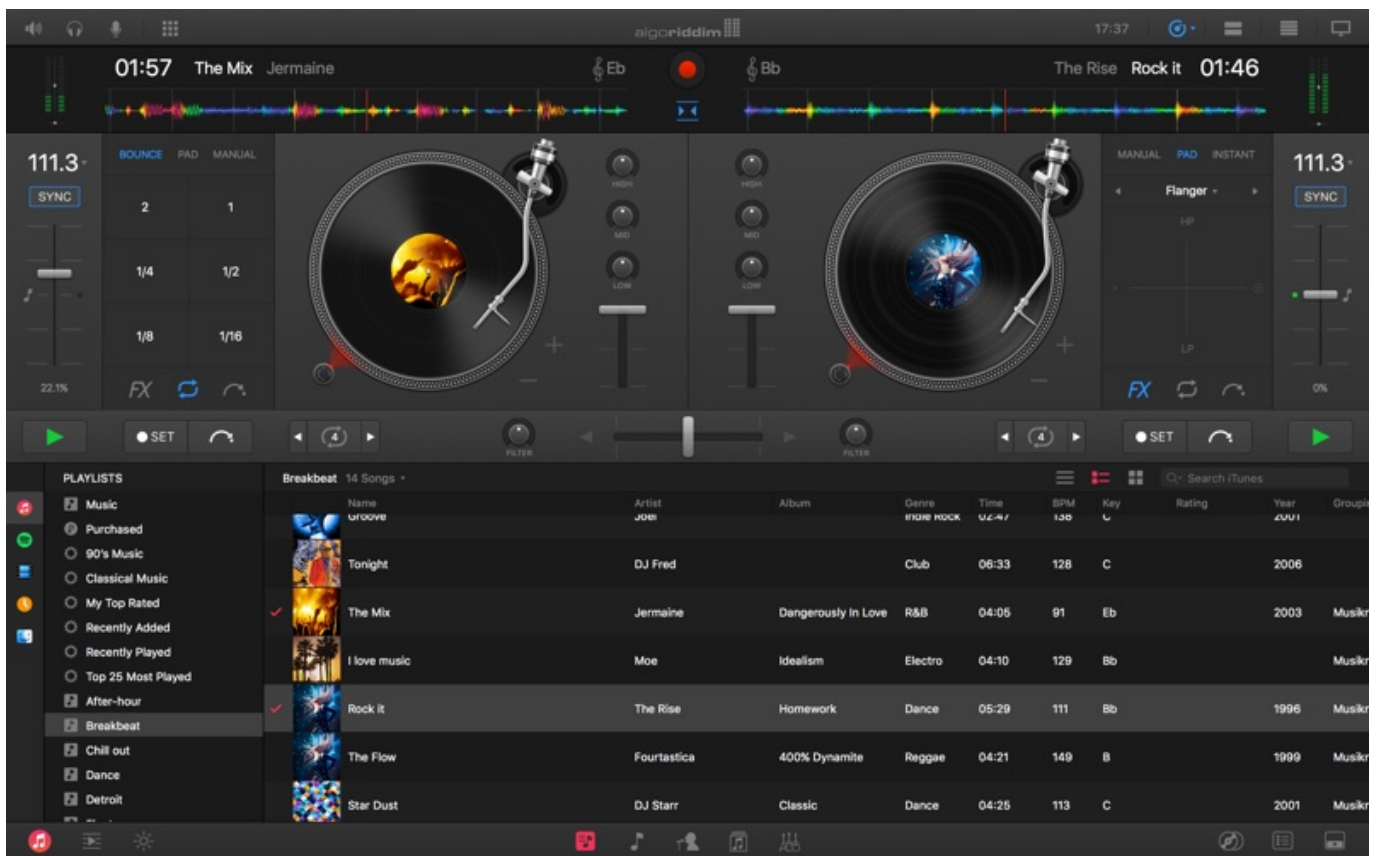 algoriddim 17:37
01:57 The Mix Jermaine Eb Bb The Rise Rock it 01:46
111.3 BOUNCE PAD MANUAL MANUAL PAD INSTANT 111.3
SYNC 2 1 HIGH HIGH Flanger SYNC
HP
MID MID
1/4 1/2 LOW LOW
1/8 1/16 LP
22.1% FX FX 0%
SET 4 FILTER FILTER 4 SET
PLAYLISTS Breakbeat 14 Songs Search iTunes
Name Artist Album Genre Time BPM Key Rating Year
Music
Groove Joel Indie Rock 02:47 138 C 2001
Purchased
90's Music
Tonight DJ Fred Club 06:33 128 C 2006
Classical Music
My Top Rated
The Mix Jermaine Dangerously In Love R&B 04:05 91 Eb 2003
Recently Added
Recently Played
I love music Moe Idealism Electro 04:10 129 Bb
Top 25 Most Played
After-hour
Rock it The Rise Homework Dance 05:29 111 Bb 1996
Breakbeat
Chill out
The Flow Fourtastica 400% Dynamite Reggae 04:21 149 B 1999
Dance
Detroit
Star Dust DJ Starr Classic Dance 04:25 113 C 2001